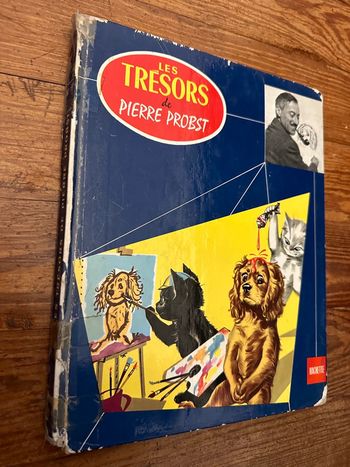 LES
TRESORS
de
PIERRE PROBST
HACHETTE